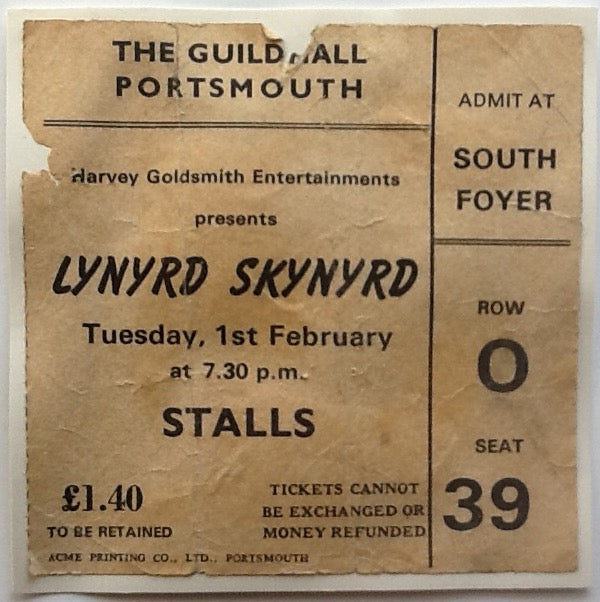 THE GUILDHALL
PORTSMOUTH
Harvey Goldsmith Entertainments
presents
LYNYRD SKYNYRD
Tuesday, 1st February
at 7.30 p.m.
STALLS
£1.40
TO BE RETAINED
TICKETS CANNOT
BE EXCHANGED OR
MONEY REFUNDED
ACME PRINTING CO., LTD., PORTSMOUTH
ADMIT AT
SOUTH
FOYER
ROW
O
SEAT
39